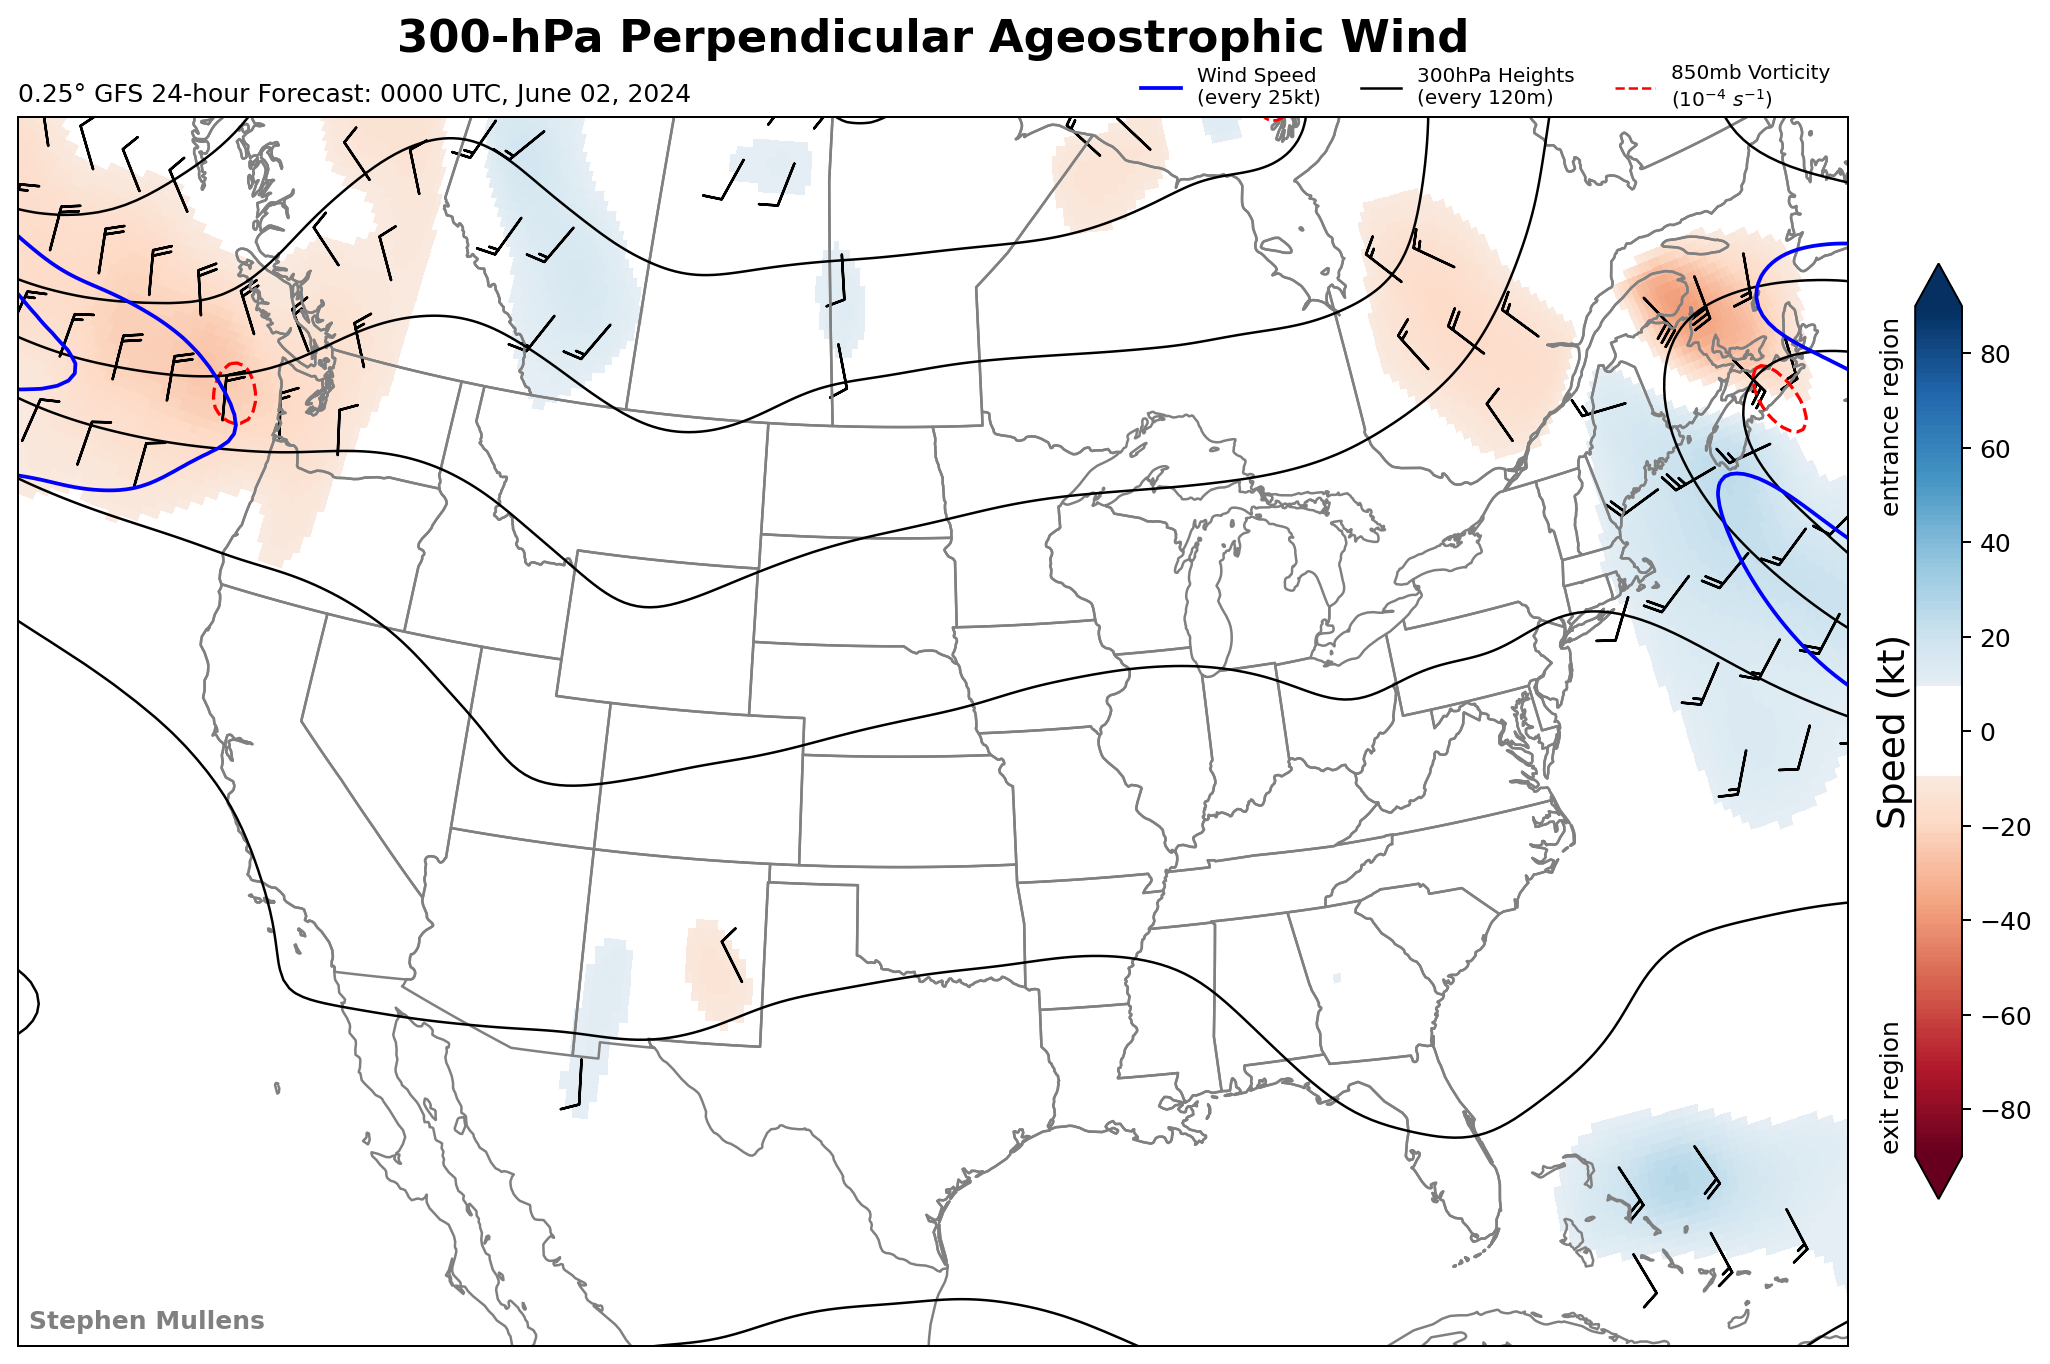 300-hPa Perpendicular Ageostrophic Wind
0.25° GFS 24-hour Forecast: 0000 UTC, June 02, 2024
Wind Speed
(every 25kt)
300hPa Heights
(every 120m)
850mb Vorticity
(10⁻⁴ s⁻¹)
entrance region
Speed (kt)
exit region
80
60
40
20
0
−20
−40
−60
−80
Stephen Mullens